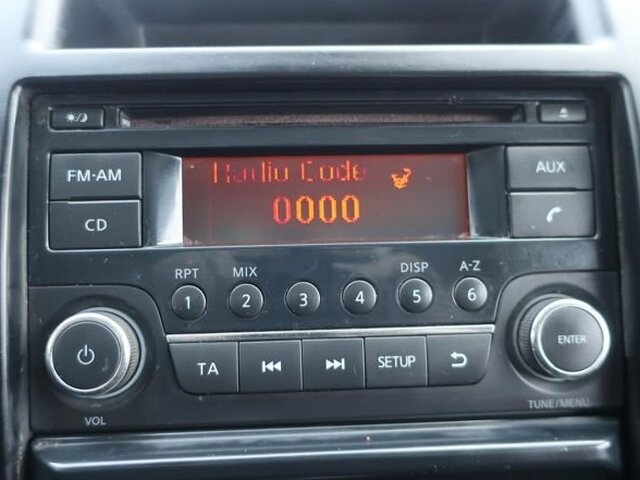 FM·AM
CD
Radio Code
0000
AUX
RPT MIX DISP A-Z
1 2 3 4 5 6
TA SETUP
ENTER
VOL
TUNE/MENU